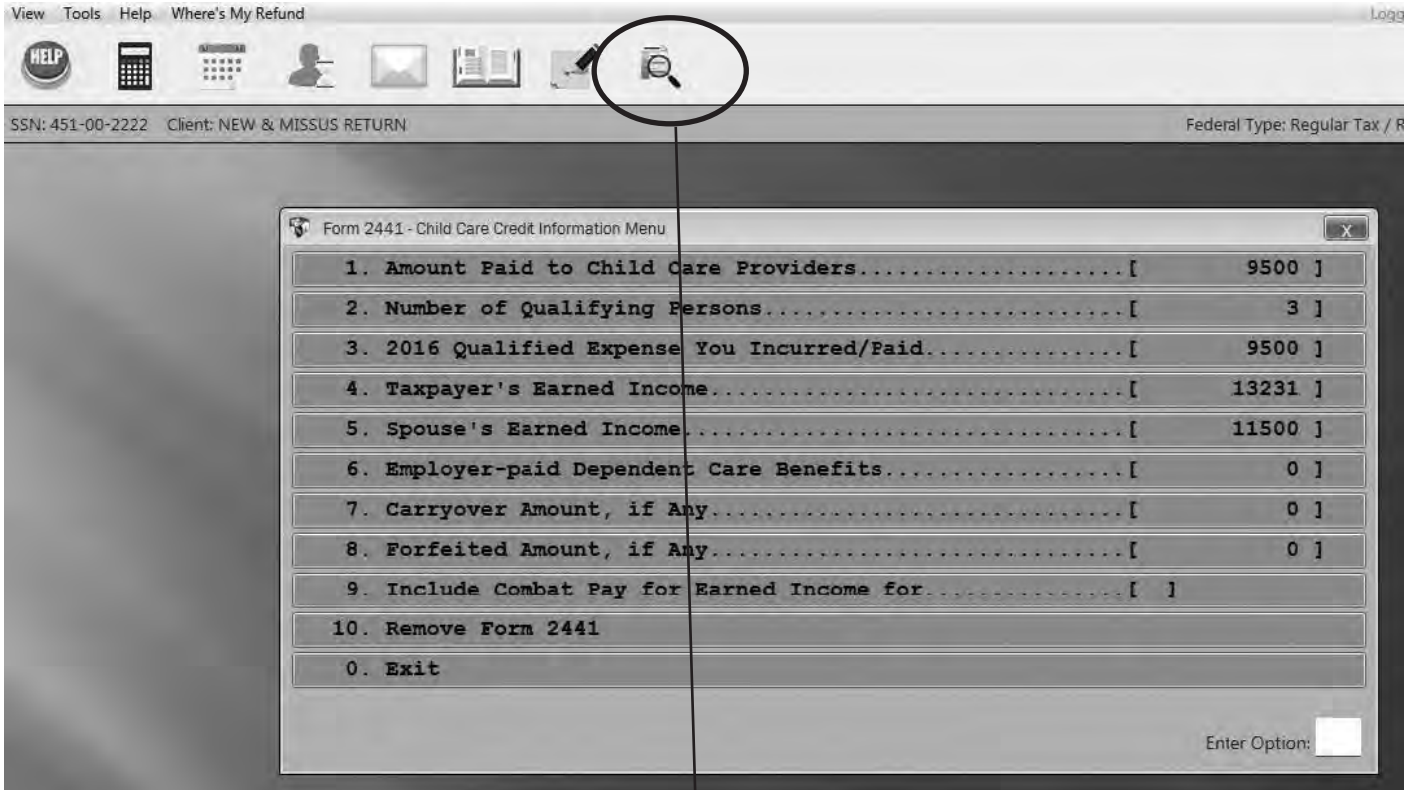 View Tools Help Where's My Refund Logg
HELP
SSN: 451-00-2222 Client: NEW & MISSUS RETURN Federal Type: Regular Tax / R
Form 2441 - Child Care Credit Information Menu X
1. Amount Paid to Child Care Providers....................[ 9500 ]
2. Number of Qualifying Persons...........................[ 3 ]
3. 2016 Qualified Expense You Incurred/Paid...............[ 9500 ]
4. Taxpayer's Earned Income...............................[ 13231 ]
5. Spouse's Earned Income.................................[ 11500 ]
6. Employer-paid Dependent Care Benefits..................[ 0 ]
7. Carryover Amount, if Any...............................[ 0 ]
8. Forfeited Amount, if Any...............................[ 0 ]
9. Include Combat Pay for Earned Income for...............[ ]
10. Remove Form 2441
0. Exit
Enter Option: